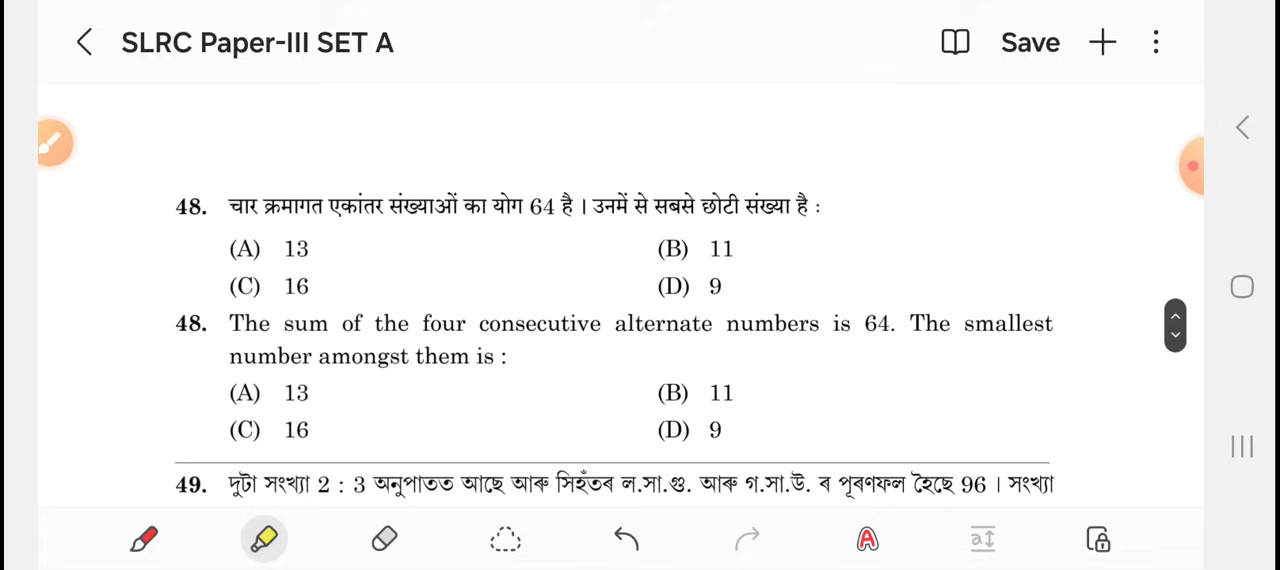 SLRC Paper-III SET A
Save
48. चार क्रमागत एकांतर संख्याओं का योग 64 है । उनमें से सबसे छोटी संख्या है :
(A) 13 (B) 11
(C) 16 (D) 9
48. The sum of the four consecutive alternate numbers is 64. The smallest
number amongst them is :
(A) 13 (B) 11
(C) 16 (D) 9
49. দুটা সংখ্যা 2 : 3 অনুপাতত আছে আৰু সিহঁতৰ ল.সা.গু. আৰু গ.সা.উ. ৰ পূৰণফল হৈছে 96 । সংখ্যা